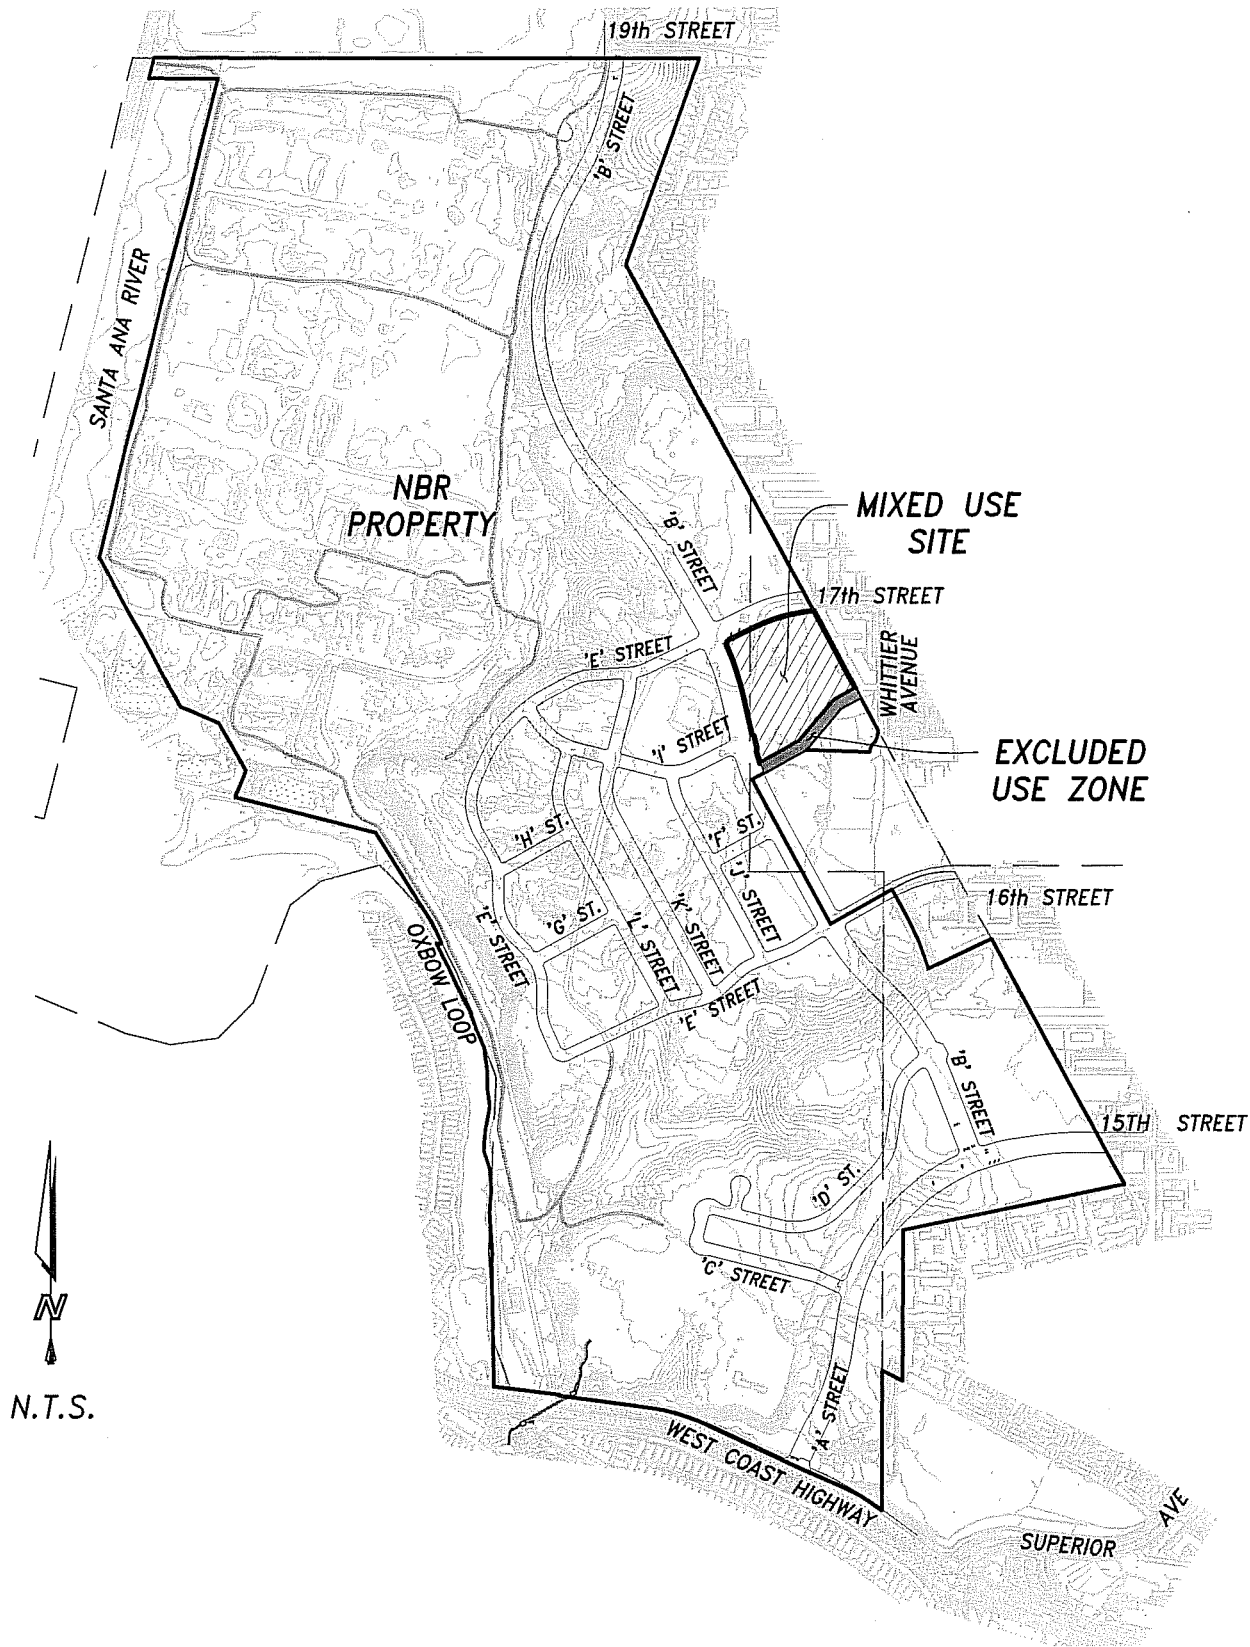 19th STREET
'B' STREET
SANTA ANA RIVER
NBR
PROPERTY
MIXED USE
SITE
'B' STREET
17th STREET
WHITTIER
AVENUE
'E' STREET
'I' STREET
EXCLUDED
USE ZONE
'H' ST.
'F' ST.
'J' STREET
16th STREET
'G' ST.
'K' STREET
'L' STREET
'E' STREET
OXBOW LOOP
'E' STREET
'B' STREET
15TH STREET
'D' ST.
'C' STREET
N
N.T.S.
'A' STREET
WEST COAST HIGHWAY
SUPERIOR
AVE